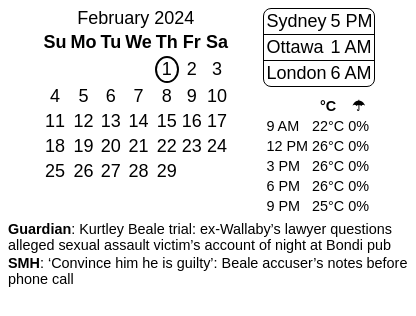 February 2024
Su Mo Tu We Th Fr Sa
1 2 3
4 5 6 7 8 9 10
11 12 13 14 15 16 17
18 19 20 21 22 23 24
25 26 27 28 29
Sydney 5 PM
Ottawa 1 AM
London 6 AM
°C ☂
9 AM 22°C 0%
12 PM 26°C 0%
3 PM 26°C 0%
6 PM 26°C 0%
9 PM 25°C 0%
Guardian: Kurtley Beale trial: ex-Wallaby’s lawyer questions
alleged sexual assault victim’s account of night at Bondi pub
SMH: ‘Convince him he is guilty’: Beale accuser’s notes before
phone call